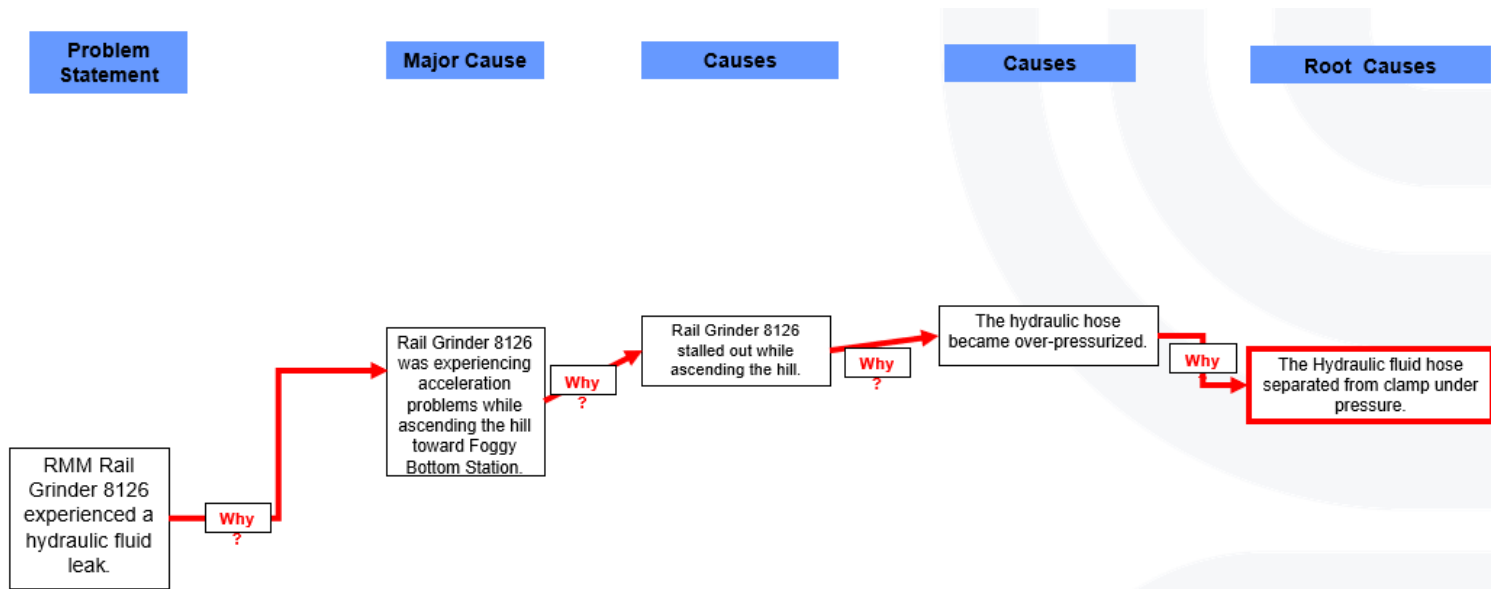 Problem
Statement
Major Cause
Causes
Causes
Root Causes
RMM Rail
Grinder 8126
experienced a
hydraulic fluid
leak.
Why
?
Rail Grinder 8126
was experiencing
acceleration
problems while
ascending the hill
toward Foggy
Bottom Station.
Why
?
Rail Grinder 8126
stalled out while
ascending the hill.
Why
?
The hydraulic hose
became over-pressurized.
Why
The Hydraulic fluid hose
separated from clamp under
pressure.